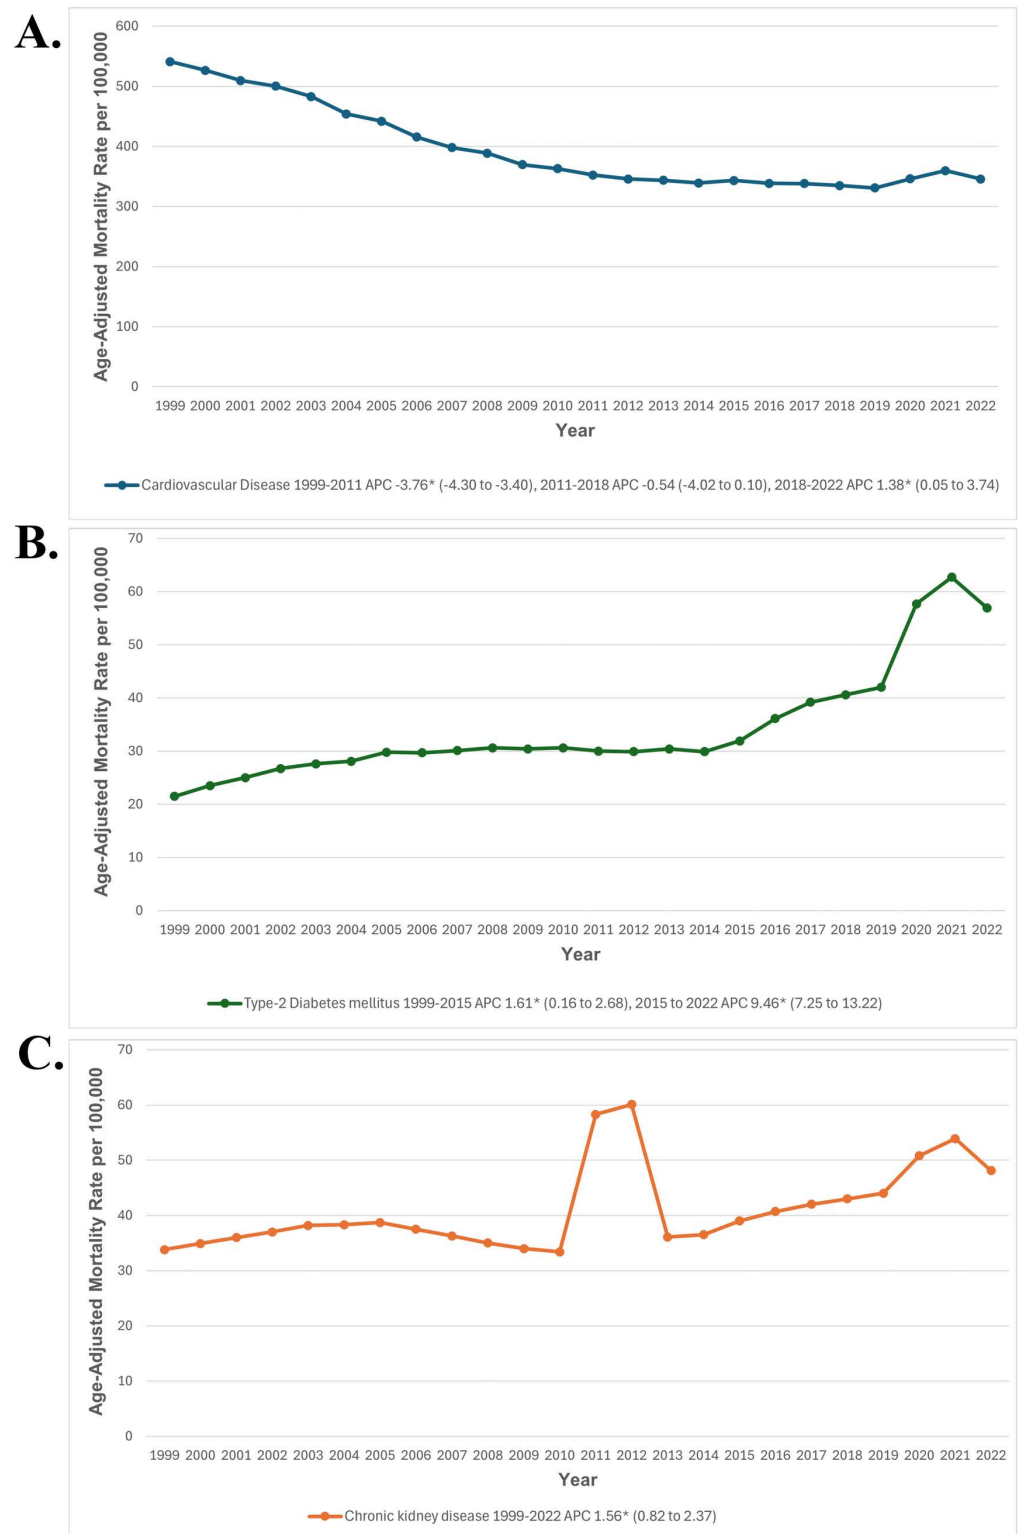 A.
Age-Adjusted Mortality Rate per 100,000
600
500
400
300
200
100
0
1999 2000 2001 2002 2003 2004 2005 2006 2007 2008 2009 2010 2011 2012 2013 2014 2015 2016 2017 2018 2019 2020 2021 2022
Year
Cardiovascular Disease 1999-2011 APC -3.76* (-4.30 to -3.40), 2011-2018 APC -0.54 (-4.02 to 0.10), 2018-2022 APC 1.38* (0.05 to 3.74)
B.
Age-Adjusted Mortality Rate per 100,000
70
60
50
40
30
20
10
0
1999 2000 2001 2002 2003 2004 2005 2006 2007 2008 2009 2010 2011 2012 2013 2014 2015 2016 2017 2018 2019 2020 2021 2022
Year
Type-2 Diabetes mellitus 1999-2015 APC 1.61* (0.16 to 2.68), 2015 to 2022 APC 9.46* (7.25 to 13.22)
C.
Age-Adjusted Mortality Rate per 100,000
70
60
50
40
30
20
10
0
1999 2000 2001 2002 2003 2004 2005 2006 2007 2008 2009 2010 2011 2012 2013 2014 2015 2016 2017 2018 2019 2020 2021 2022
Year
Chronic kidney disease 1999-2022 APC 1.56* (0.82 to 2.37)